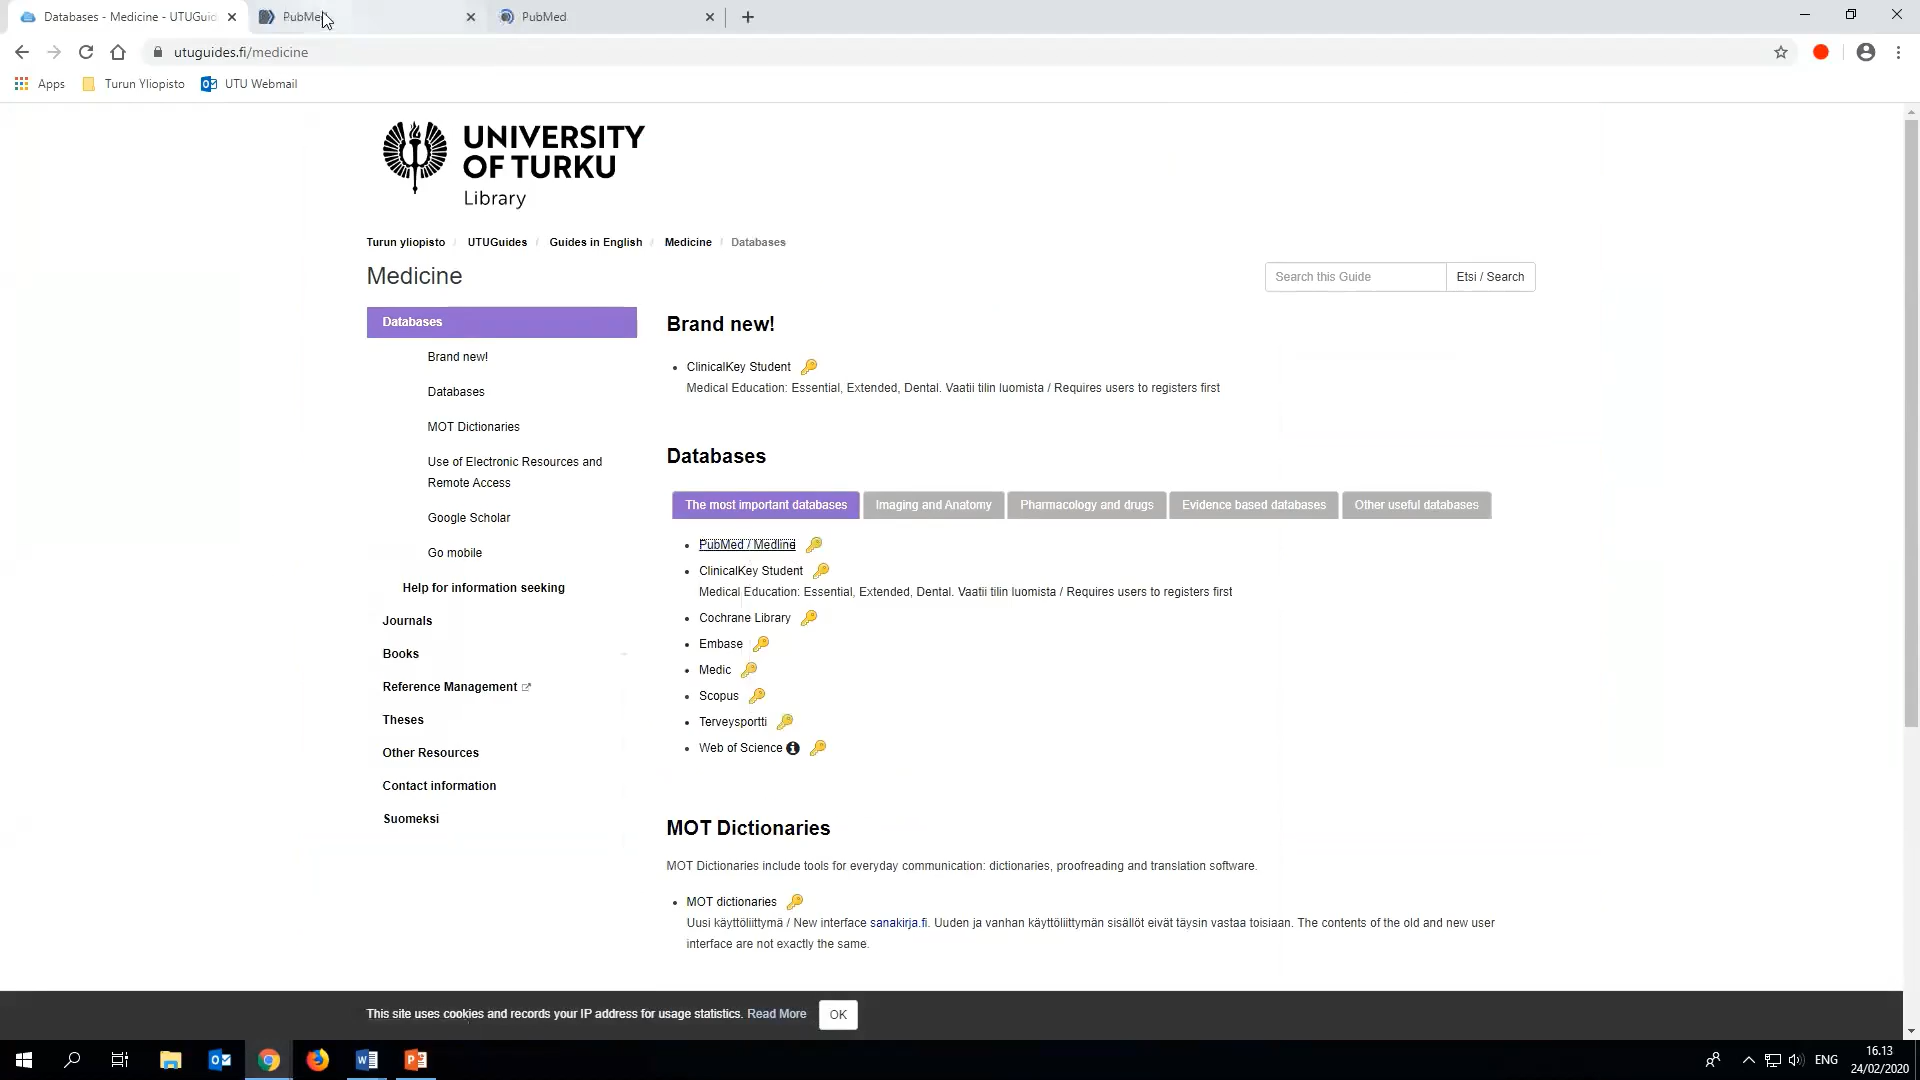 Databases - Medicine - UTUGuid
PubMed
PubMed
utuguides.fi/medicine
Apps
Turun Yliopisto
UTU Webmail
UNIVERSITY
OF TURKU
Library
Turun yliopisto / UTUGuides / Guides in English / Medicine / Databases
Medicine
Search this Guide
Etsi / Search
Databases
Brand new!
Databases
MOT Dictionaries
Use of Electronic Resources and
Remote Access
Google Scholar
Go mobile
Help for information seeking
Journals
Books
Reference Management
Theses
Other Resources
Contact information
Suomeksi
Brand new!
ClinicalKey Student
Medical Education: Essential, Extended, Dental. Vaatii tilin luomista / Requires users to registers first
Databases
The most important databases
Imaging and Anatomy
Pharmacology and drugs
Evidence based databases
Other useful databases
PubMed / Medline
ClinicalKey Student
Medical Education: Essential, Extended, Dental. Vaatii tilin luomista / Requires users to registers first
Cochrane Library
Embase
Medic
Scopus
Terveysportti
Web of Science
MOT Dictionaries
MOT Dictionaries include tools for everyday communication: dictionaries, proofreading and translation software.
MOT dictionaries
Uusi käyttöliittymä / New interface sanakirja.fi. Uuden ja vanhan käyttöliittymän sisällöt eivät täysin vastaa toisiaan. The contents of the old and new user
interface are not exactly the same.
This site uses cookies and records your IP address for usage statistics. Read More
OK
ENG
16.13
24/02/2020